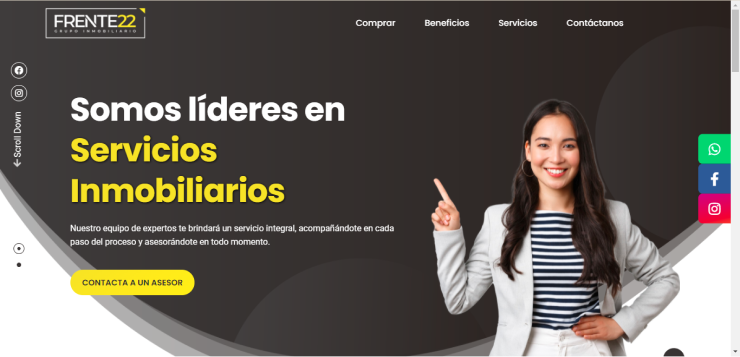 FRENTE22
GRUPO INMOBILIARIO
Comprar
Beneficios
Servicios
Contáctanos
Scroll Down
Somos líderes en
Servicios
Inmobiliarios
Nuestro equipo de expertos te brindará un servicio integral, acompañándote en cada
paso del proceso y asesorándote en todo momento.
CONTACTA A UN ASESOR